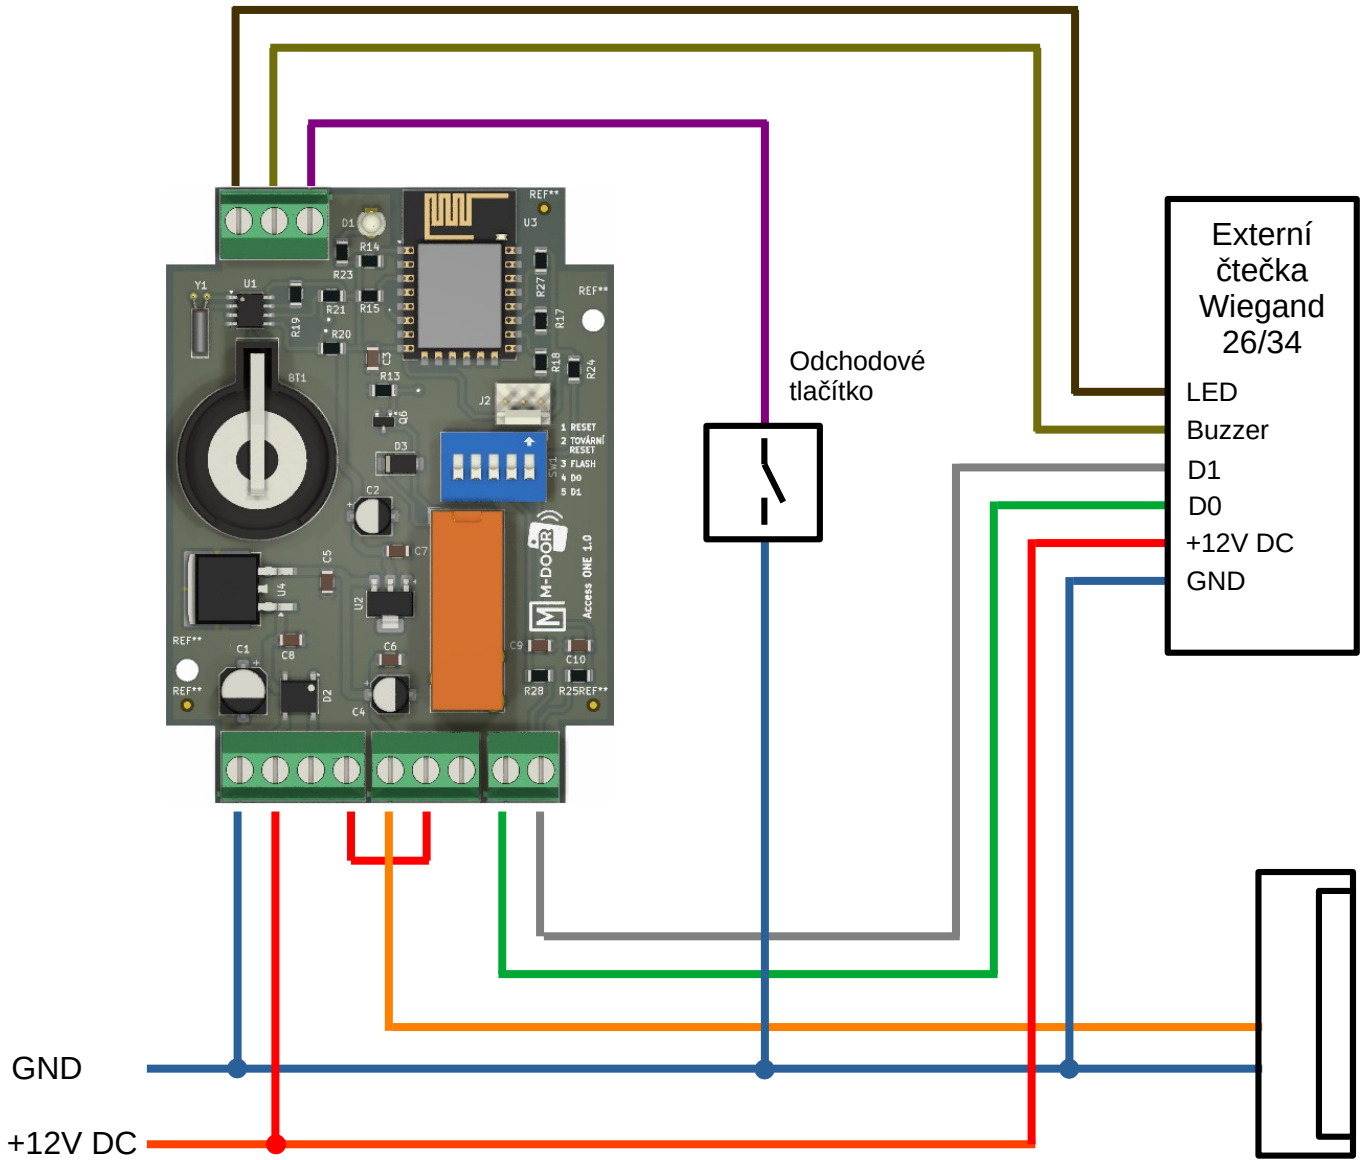 REF**
D1
U3
R14
R23
Y1
U1
R27
REF**
R21
R15
R19
R17
R20
C3
R18
R24
BT1
R13
J2
Q6
1 RESET
2 TOVÁRNÍ
RESET
3 FLASH
4 D0
5 D1
SW1
D3
C2
C7
C5
U4
U2
M-DOOR
M
Access ONE 1.0
REF**
C1
C8
C6
C9
C10
REF**
D2
C4
R28
R25
REF**
Odchodové
tlačítko
Externí
čtečka
Wiegand
26/34
LED
Buzzer
D1
D0
+12V DC
GND
GND
+12V DC